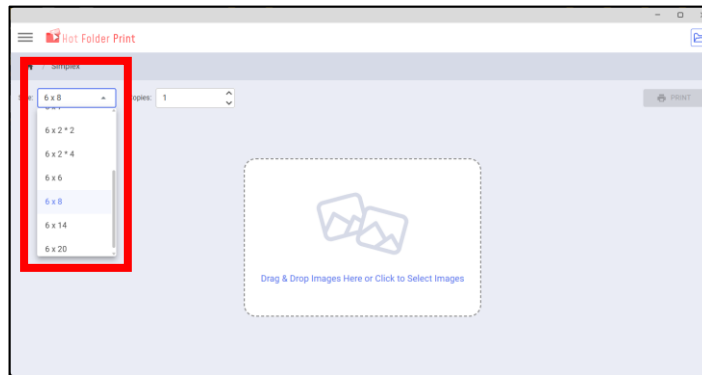 Hot Folder Print
/ Simplex
6 x 8
opies: 1
PRINT
6 x 2 * 2
6 x 2 * 4
6 x 6
6 x 8
6 x 14
6 x 20
Drag & Drop Images Here or Click to Select Images